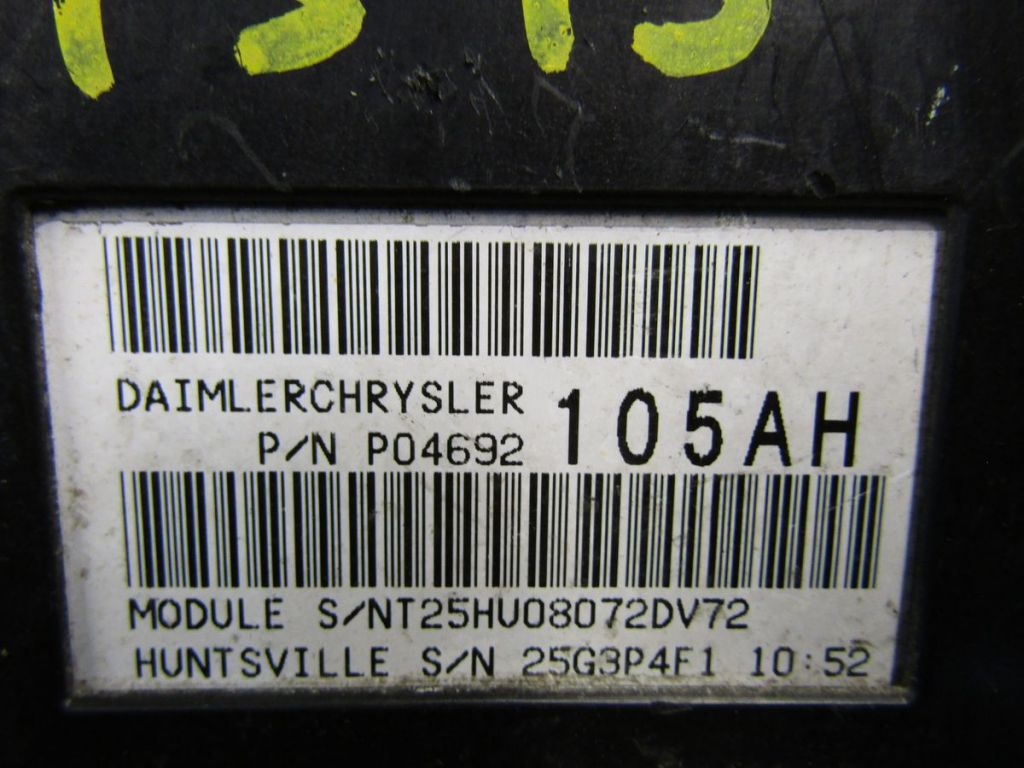 DAIMLERCHRYSLER
P/N P04692 105AH
MODULE S/NT25HU08072DV72
HUNTSVILLE S/N 25G3P4F1 10:52